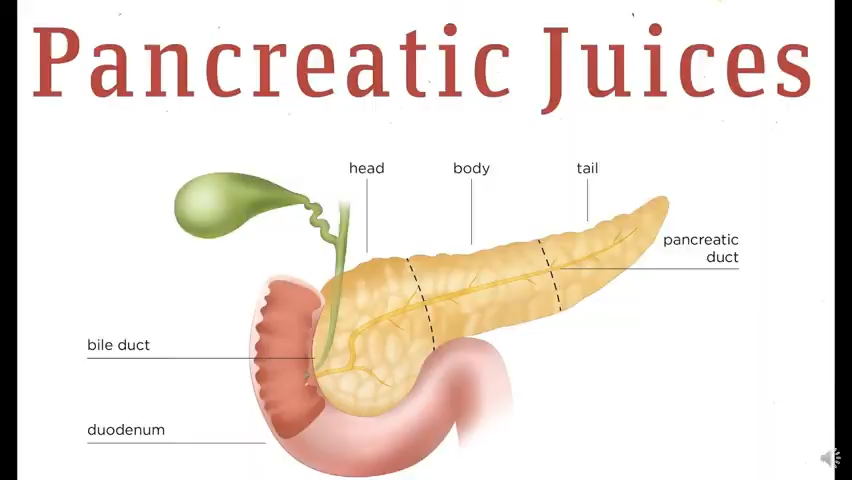 Pancreatic Juices
head
body
tail
pancreatic
duct
bile duct
duodenum